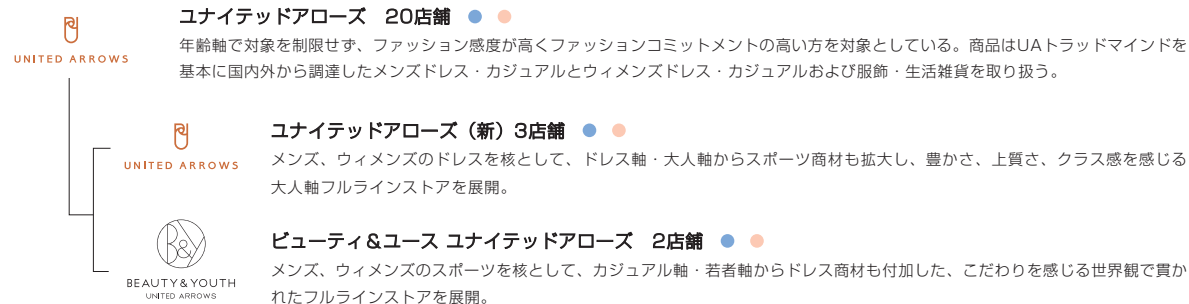 ユナイテッドアローズ 20店舗
UNITED ARROWS
年齢軸で対象を制限せず、ファッション感度が高くファッションコミットメントの高い方を対象としている。商品はUAトラッドマインドを
基本に国内外から調達したメンズドレス・カジュアルとウィメンズドレス・カジュアルおよび服飾・生活雑貨を取り扱う。
ユナイテッドアローズ（新）3店舗
UNITED ARROWS
メンズ、ウィメンズのドレスを核として、ドレス軸・大人軸からスポーツ商材も拡大し、豊かさ、上質さ、クラス感を感じる
大人軸フルラインストアを展開。
B&Y
BEAUTY&YOUTH
UNITED ARROWS
ビューティ＆ユース ユナイテッドアローズ 2店舗
メンズ、ウィメンズのスポーツを核として、カジュアル軸・若者軸からドレス商材も付加した、こだわりを感じる世界観で貫か
れたフルラインストアを展開。